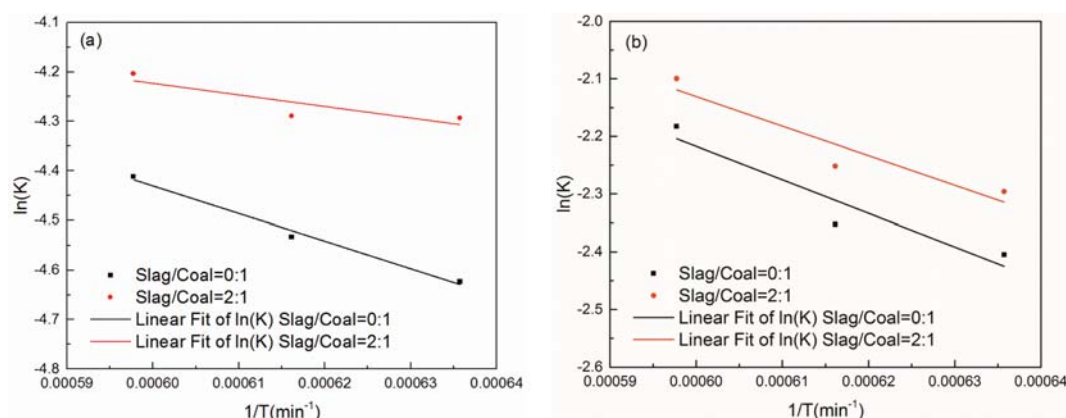 (a)
-4.1
-4.2
-4.3
-4.4
-4.5
-4.6
-4.7
-4.8
ln(K)
Slag/Coal=0:1
Slag/Coal=2:1
Linear Fit of ln(K) Slag/Coal=0:1
Linear Fit of ln(K) Slag/Coal=2:1
0.00059 0.00060 0.00061 0.00062 0.00063 0.00064
1/T(min-1)
(b)
-2.0
-2.1
-2.2
-2.3
-2.4
-2.5
-2.6
ln(K)
Slag/Coal=0:1
Slag/Coal=2:1
Linear Fit of ln(K) Slag/Coal=0:1
Linear Fit of ln(K) Slag/Coal=2:1
0.00059 0.00060 0.00061 0.00062 0.00063 0.00064
1/T(min-1)